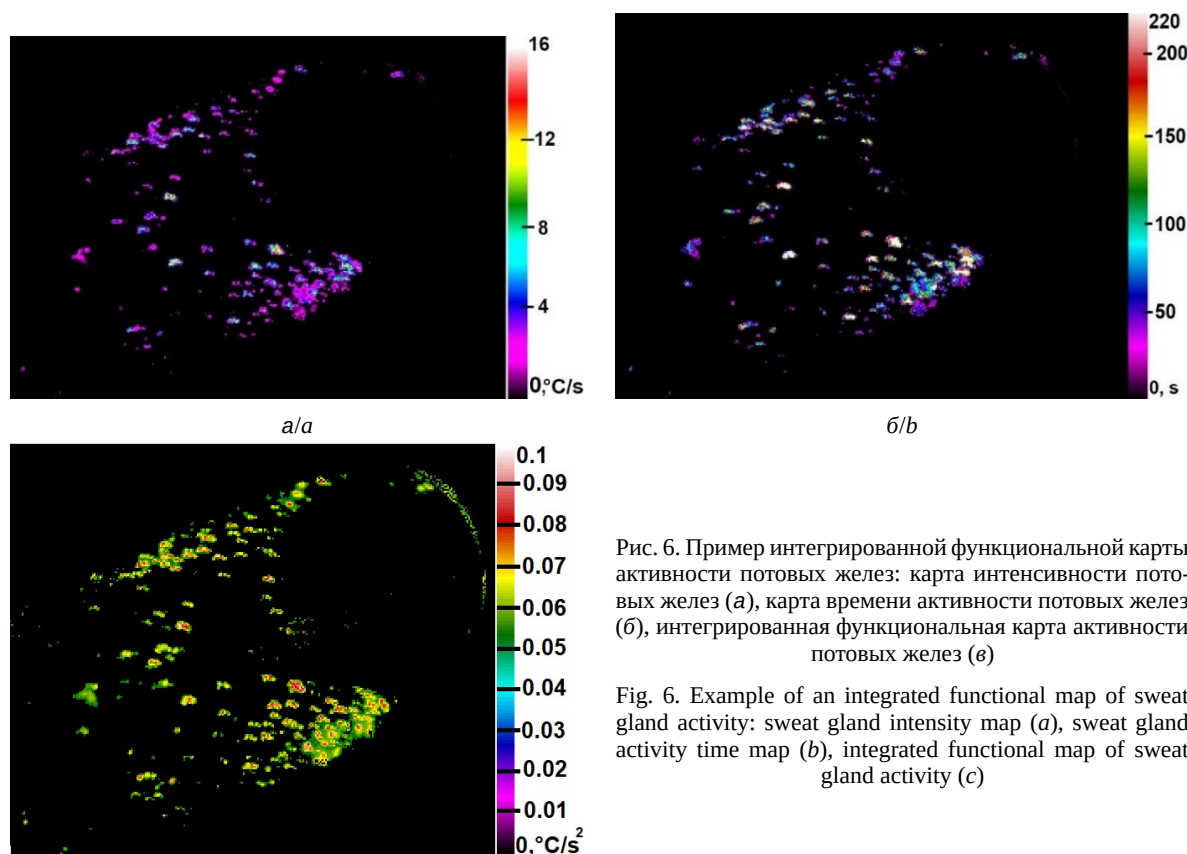 16
12
8
4
0,°C/s
а/a
220
200
150
100
50
0, s
б/b
0.1
0.09
0.08
0.07
0.06
0.05
0.04
0.03
0.02
0.01
0,°C/s²
Рис. 6. Пример интегрированной функциональной карты
активности потовых желез: карта интенсивности пото-
вых желез (а), карта времени активности потовых желез
(б), интегрированная функциональная карта активности
потовых желез (в)
Fig. 6. Example of an integrated functional map of sweat
gland activity: sweat gland intensity map (a), sweat gland
activity time map (b), integrated functional map of sweat
gland activity (c)